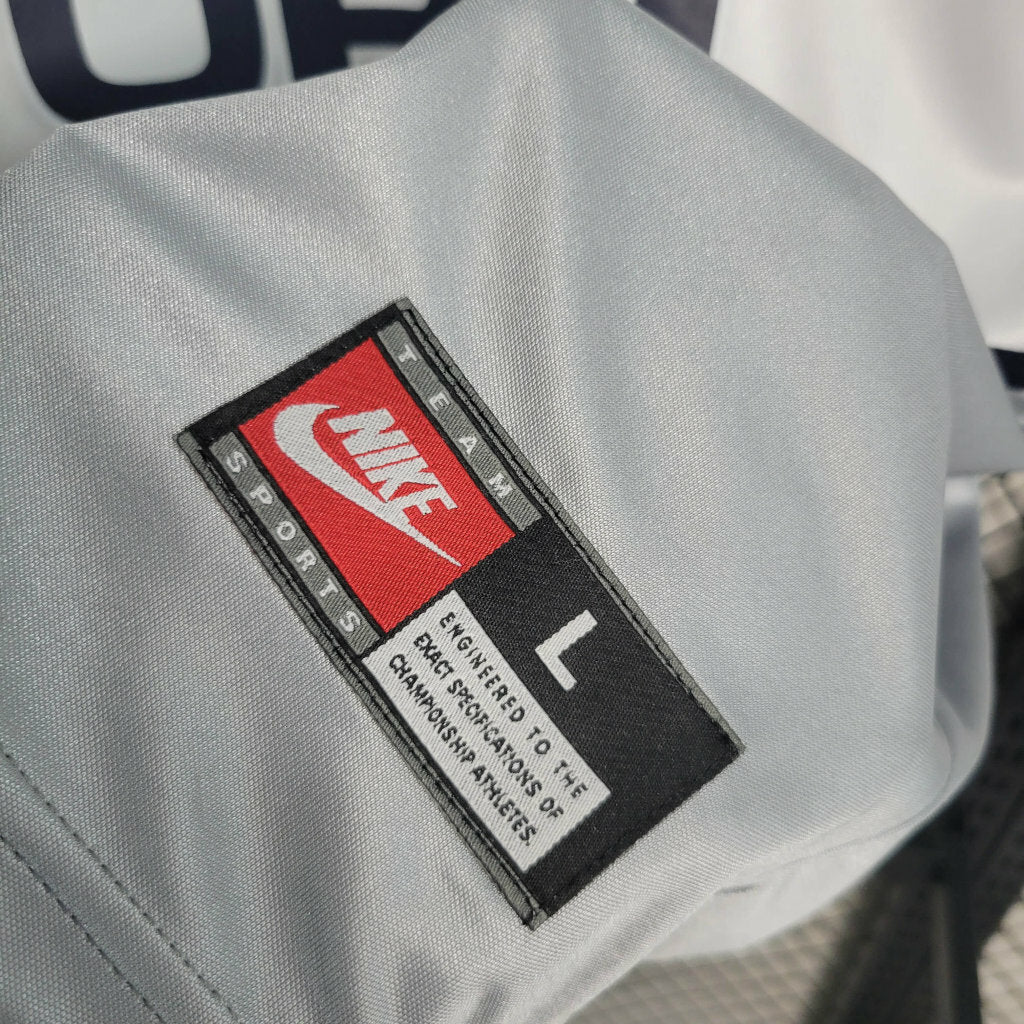 TEAM
NIKE
SPORTS
L
ENGINEERED TO THE
EXACT SPECIFICATIONS OF
CHAMPIONSHIP ATHLETES.